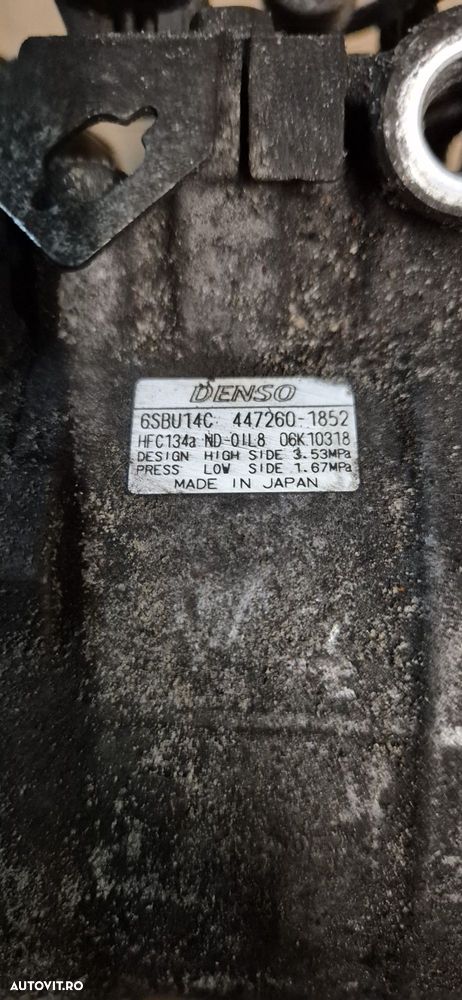 DENSO
6SBU14C 447260-1852
HFC134a ND-OIL8 06K10318
DESIGN HIGH SIDE 3.53MPa
PRESS LOW SIDE 1.67MPa
MADE IN JAPAN
AUTOVIT.RO